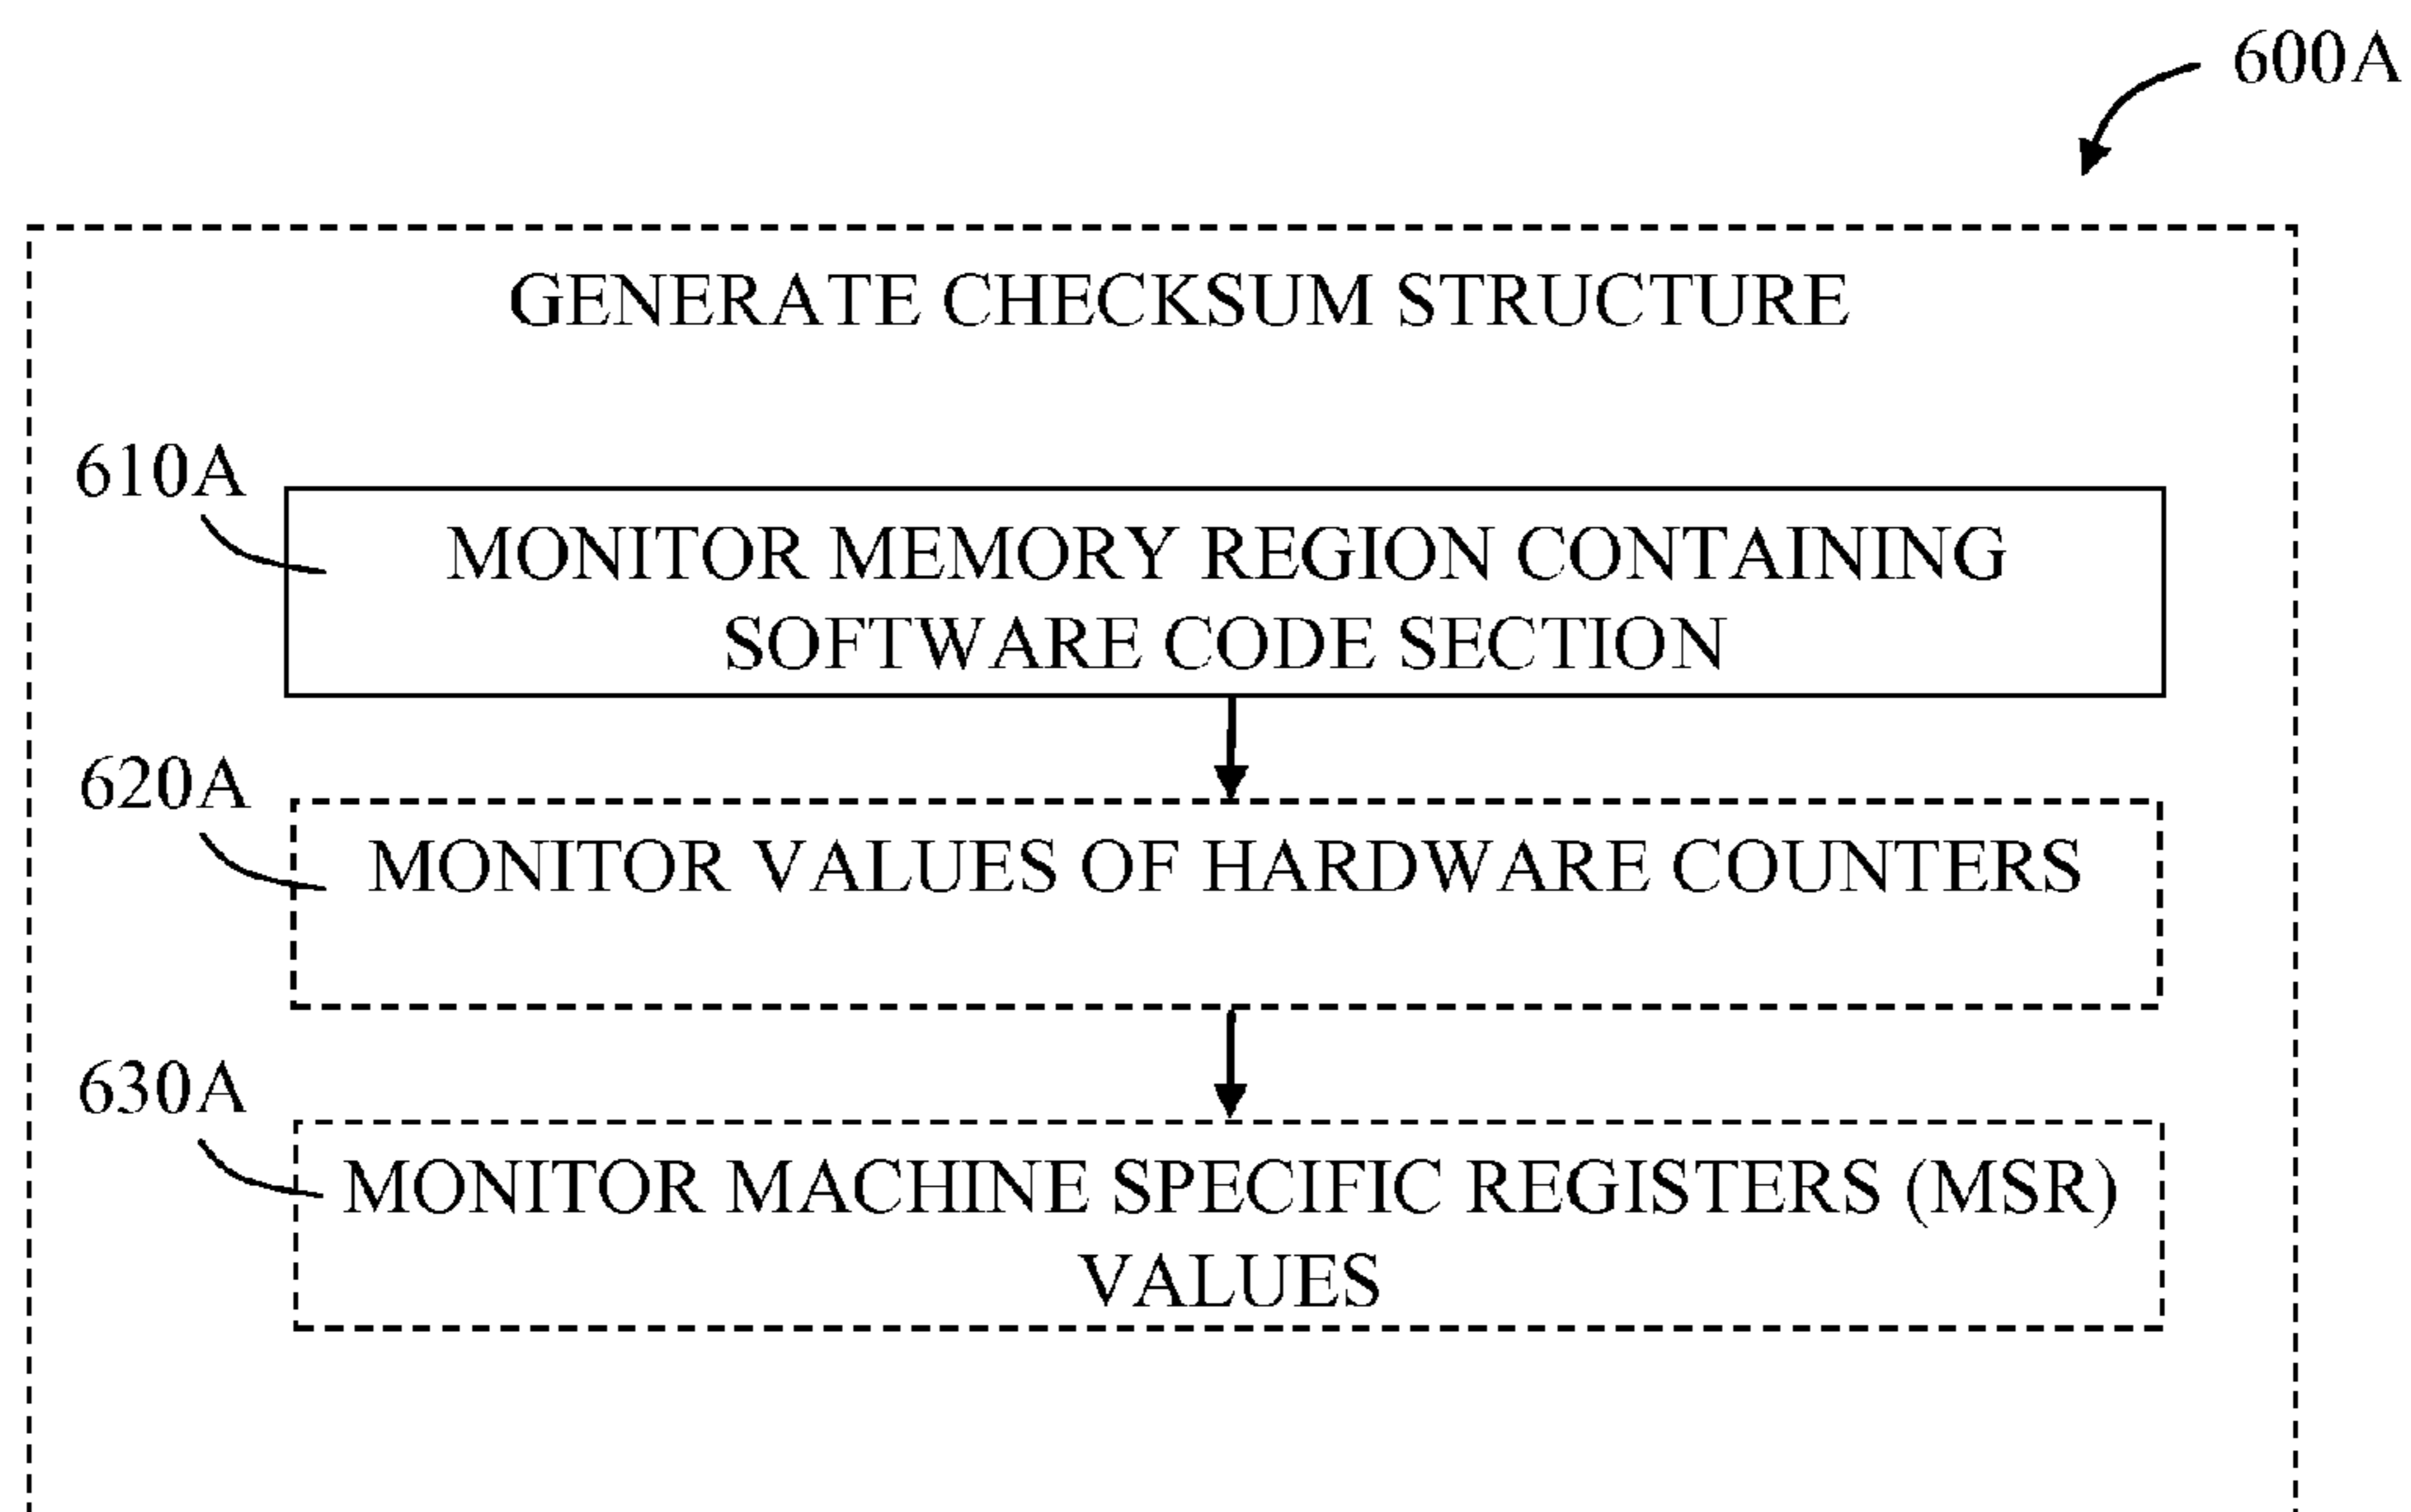 600A
GENERATE CHECKSUM STRUCTURE
610A
MONITOR MEMORY REGION CONTAINING
SOFTWARE CODE SECTION
620A
MONITOR VALUES OF HARDWARE COUNTERS
630A
MONITOR MACHINE SPECIFIC REGISTERS (MSR)
VALUES